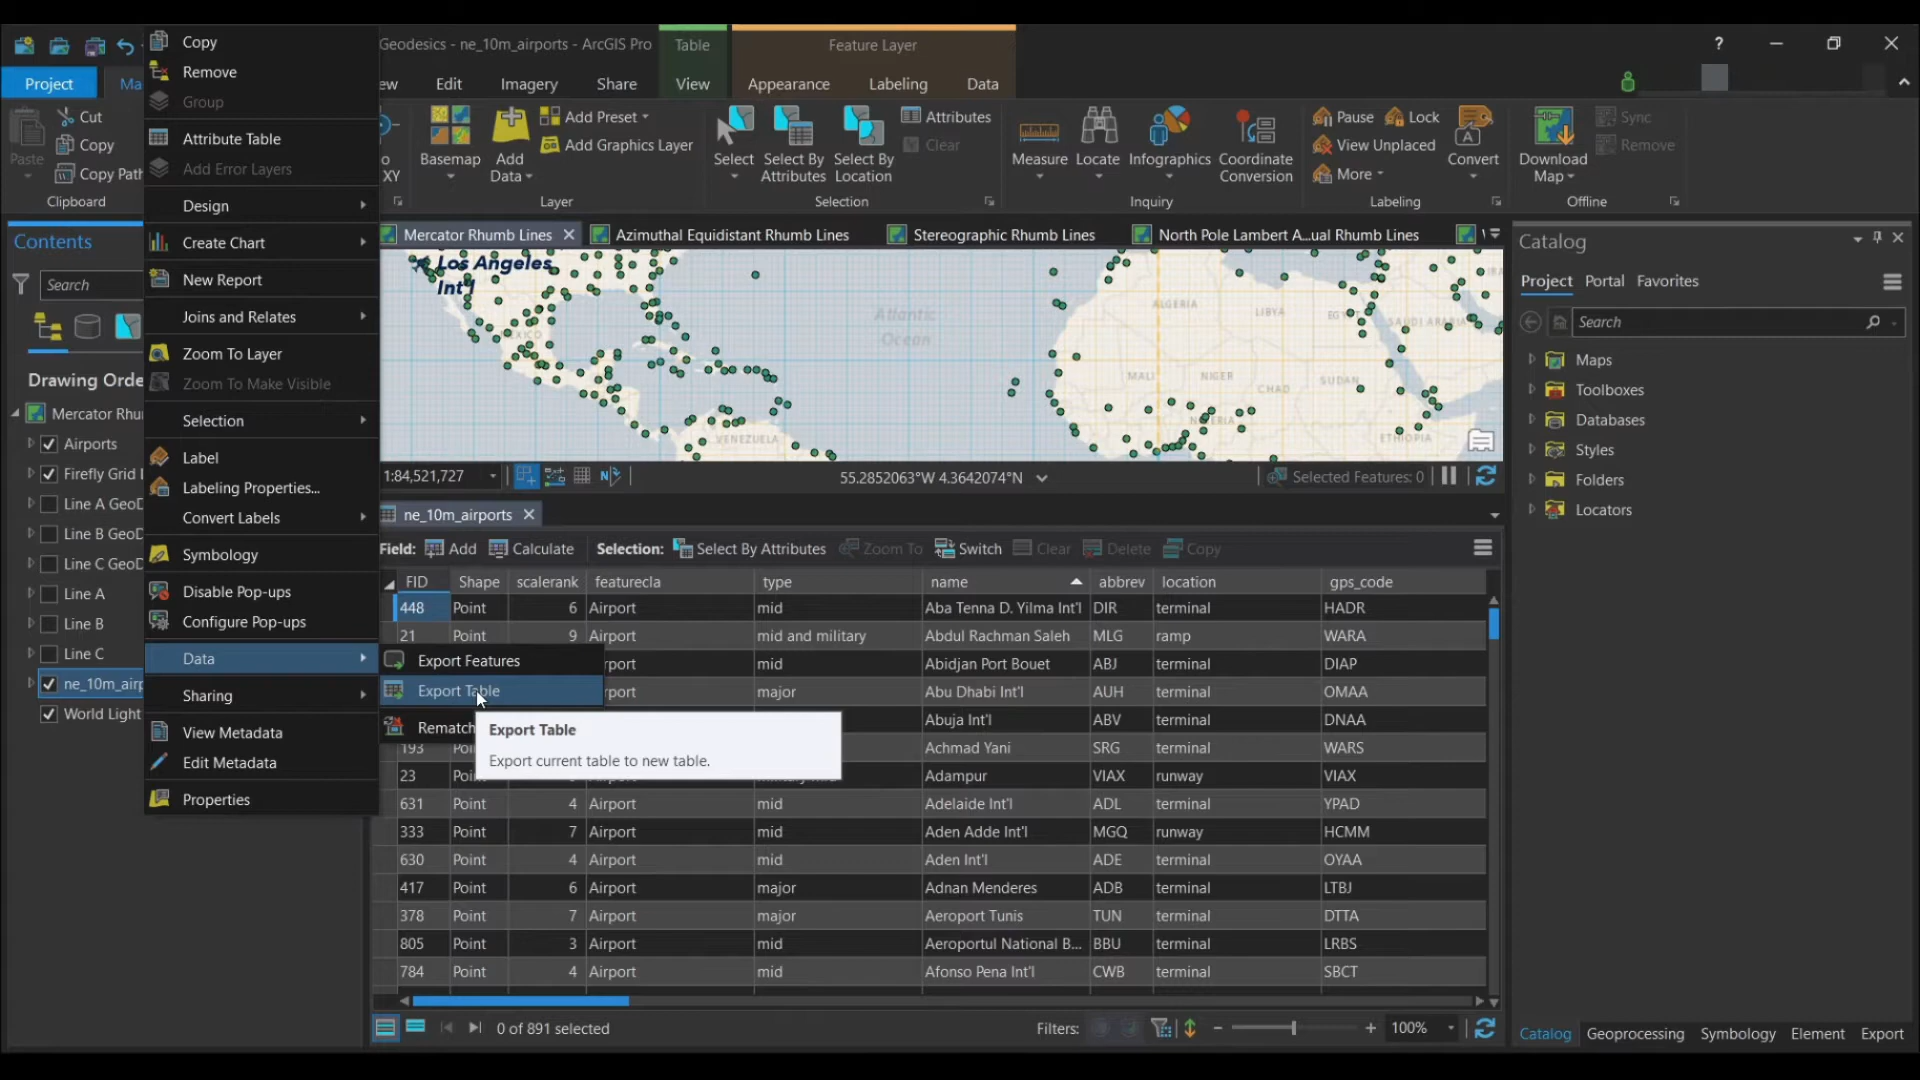 Geodesics - ne_10m_airports - ArcGIS Pro
Table
Feature Layer
?
Project
Ma
ew
Edit
Imagery
Share
View
Appearance
Labeling
Data
Paste
Cut
Copy
Copy Path
Clipboard
o
XY
Basemap
Add
Data
Add Preset
Add Graphics Layer
Layer
Select
Select By
Attributes
Select By
Location
Attributes
Clear
Selection
Measure
Locate
Infographics
Coordinate
Conversion
Inquiry
Pause
Lock
View Unplaced
More
Convert
Labeling
Download
Map
Sync
Remove
Offline
Contents
Search
Drawing Orde
Mercator Rhu
Airports
Firefly Grid
Line A GeoD
Line B GeoD
Line C GeoD
Line A
Line B
Line C
ne_10m_airp
World Light
Copy
Remove
Group
Attribute Table
Add Error Layers
Design
Create Chart
New Report
Joins and Relates
Zoom To Layer
Zoom To Make Visible
Selection
Label
Labeling Properties...
Convert Labels
Symbology
Disable Pop-ups
Configure Pop-ups
Data
Sharing
View Metadata
Edit Metadata
Properties
Export Features
Export Table
Rematch
Export Table
Export current table to new table.
Mercator Rhumb Lines
Azimuthal Equidistant Rhumb Lines
Stereographic Rhumb Lines
North Pole Lambert A...ual Rhumb Lines
Los Angeles
Int'l
MEXICO
Atlantic
Ocean
VENEZUELA
ALGERIA
LIBYA
EGY
SAUDI ARABIA
MALI
NIGER
CHAD
SUDAN
NIGERIA
ETHIOPIA
1:84,521,727
55.2852063°W 4.3642074°N
Selected Features: 0
ne_10m_airports
Field: Add Calculate Selection: Select By Attributes Zoom To Switch Clear Delete Copy
FID Shape scalerank featurecla type name abbrev location gps_code
448 Point 6 Airport mid Aba Tenna D. Yilma Int'l DIR terminal HADR
21 Point 9 Airport mid and military Abdul Rachman Saleh MLG ramp WARA
rport mid Abidjan Port Bouet ABJ terminal DIAP
rport major Abu Dhabi Int'l AUH terminal OMAA
Abuja Int'l ABV terminal DNAA
193 Poi Achmad Yani SRG terminal WARS
23 Poi Adampur VIAX runway VIAX
631 Point 4 Airport mid Adelaide Int'l ADL terminal YPAD
333 Point 7 Airport mid Aden Adde Int'l MGQ runway HCMM
630 Point 4 Airport mid Aden Int'l ADE terminal OYAA
417 Point 6 Airport major Adnan Menderes ADB terminal LTBJ
378 Point 7 Airport major Aeroport Tunis TUN terminal DTTA
805 Point 3 Airport mid Aeroportul National B... BBU terminal LRBS
784 Point 4 Airport mid Afonso Pena Int'l CWB terminal SBCT
0 of 891 selected
Filters:
100%
Catalog
Project Portal Favorites
Search
Maps
Toolboxes
Databases
Styles
Folders
Locators
Catalog Geoprocessing Symbology Element Export